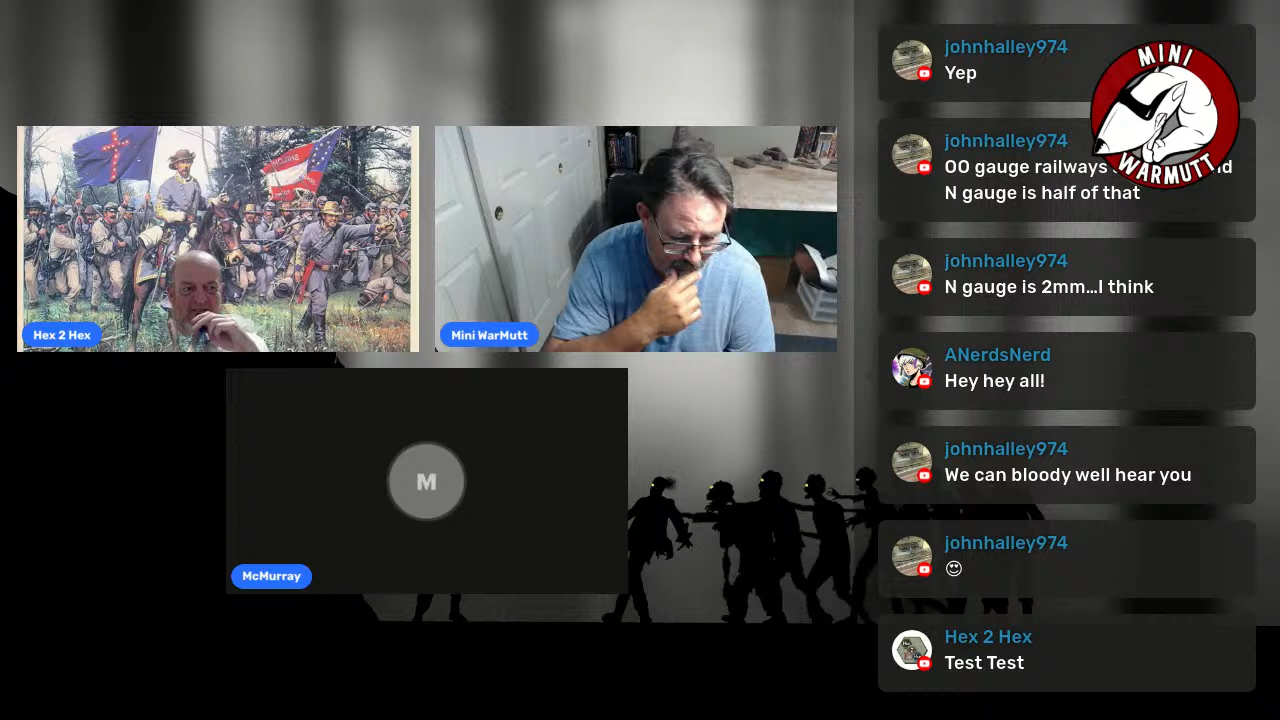 Hex 2 Hex
Mini WarMutt
M
McMurray
johnhalley974
Yep
johnhalley974
OO gauge railways
N gauge is half of that
johnhalley974
N gauge is 2mm...I think
ANerdsNerd
Hey hey all!
johnhalley974
We can bloody well hear you
johnhalley974
😍
Hex 2 Hex
Test Test
MINI
WARMUTT